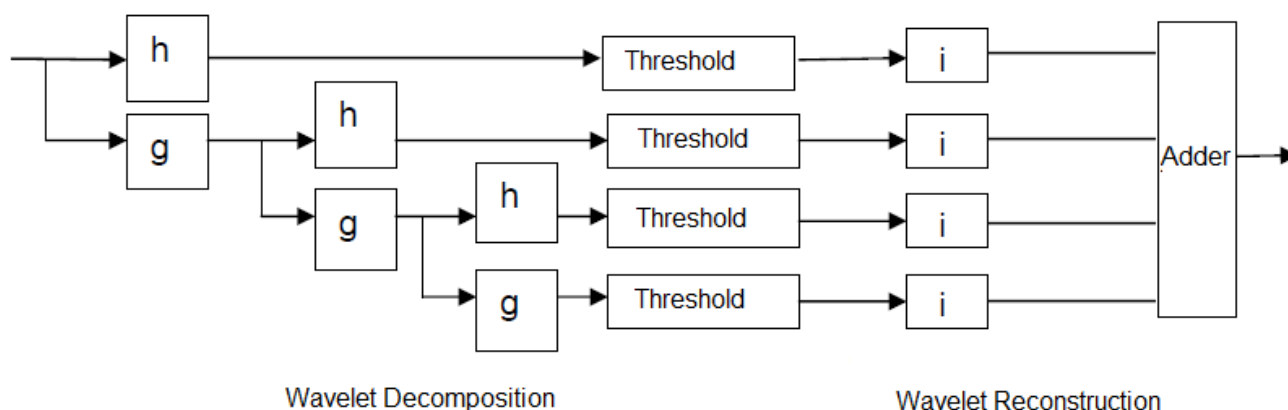 h
Threshold
i
g
h
Threshold
i
Adder
g
h
Threshold
i
g
Threshold
i
Wavelet Decomposition
Wavelet Reconstruction